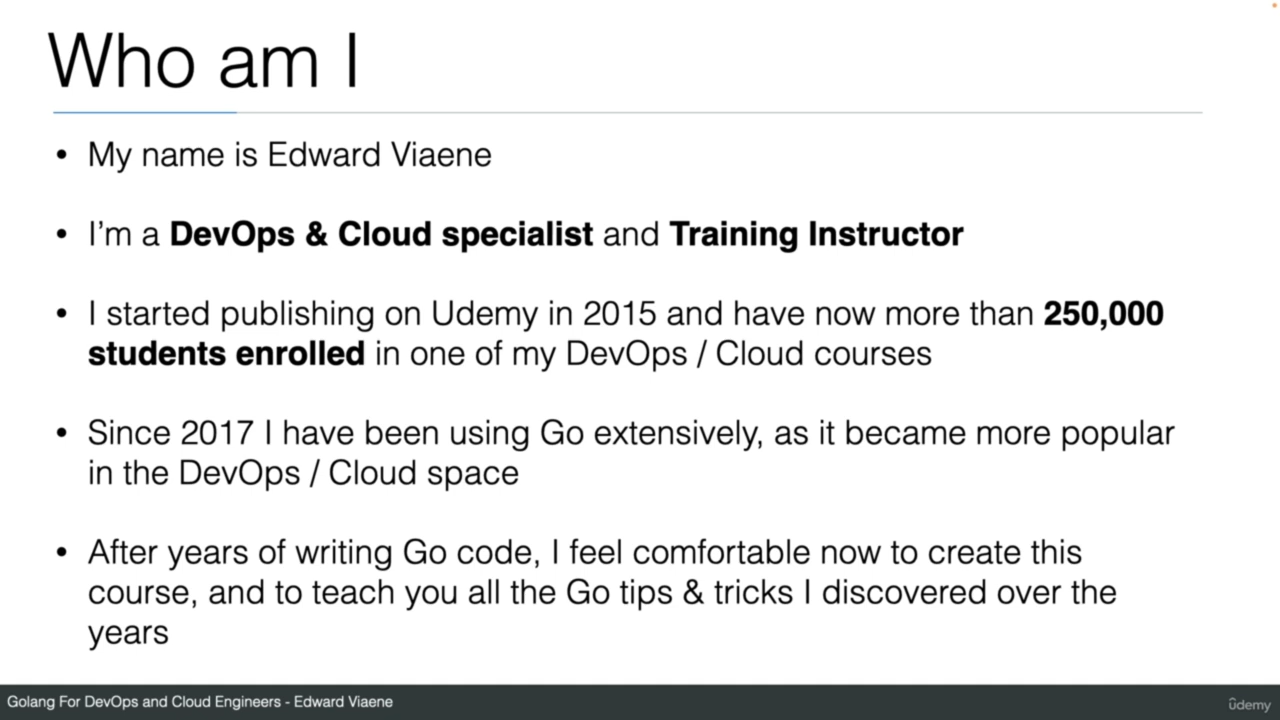 Who am I
• My name is Edward Viaene
• I'm a DevOps & Cloud specialist and Training Instructor
• I started publishing on Udemy in 2015 and have now more than 250,000
students enrolled in one of my DevOps / Cloud courses
• Since 2017 I have been using Go extensively, as it became more popular
in the DevOps / Cloud space
• After years of writing Go code, I feel comfortable now to create this
course, and to teach you all the Go tips & tricks I discovered over the
years
Golang For DevOps and Cloud Engineers - Edward Viaene
ûdemy